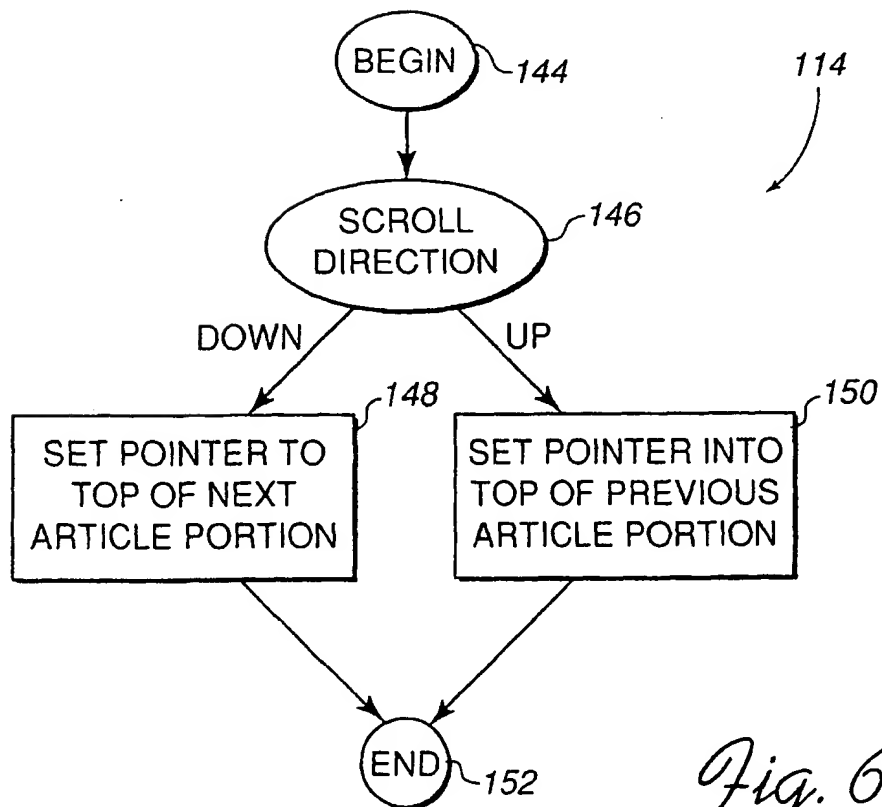 BEGIN
144
114
SCROLL
DIRECTION
146
DOWN
UP
148
150
SET POINTER TO
TOP OF NEXT
ARTICLE PORTION
SET POINTER INTO
TOP OF PREVIOUS
ARTICLE PORTION
END
152
Fig. 6